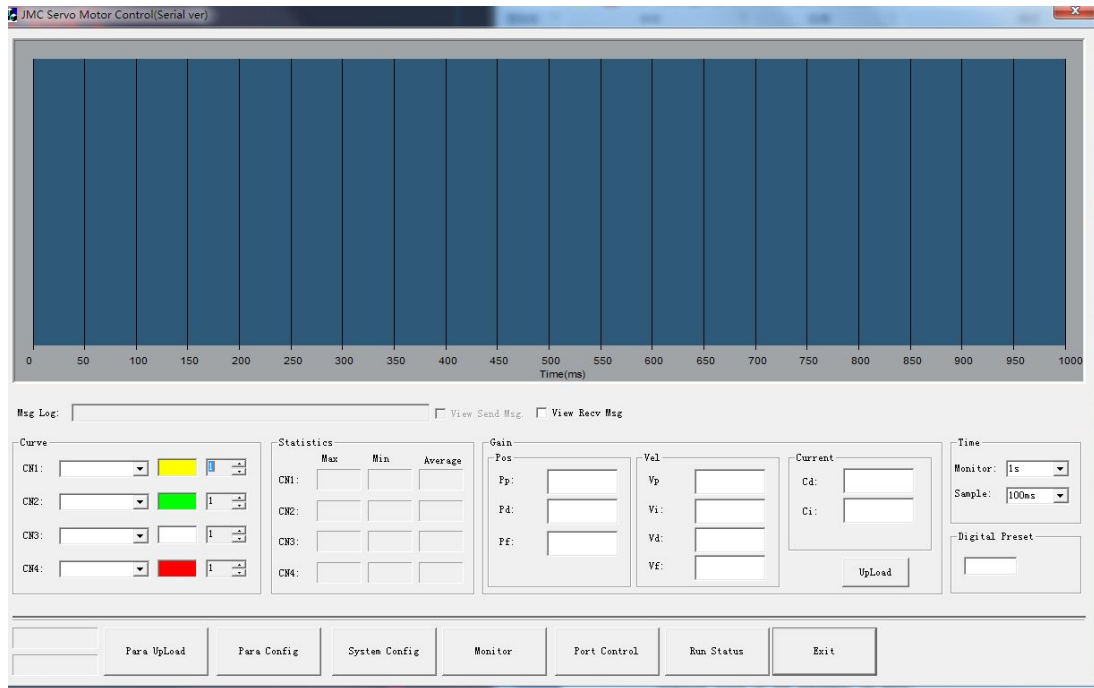 JMC Servo Motor Control(Serial ver)
0 50 100 150 200 250 300 350 400 450 500 550 600 650 700 750 800 850 900 950 1000
Time(ms)
Msg Log: View Send Msg. View Recv Msg
Curve
CN1: 1
CN2: 1
CN3: 1
CN4: 1
Statistics
Max Min Average
CN1:
CN2:
CN3:
CN4:
Gain
Pos
Pp:
Pd:
Pf:
Vel
Vp
Vi:
Vd:
Vf:
Current
Cd:
Ci:
UpLoad
Time
Monitor: 1s
Sample: 100ms
Digital Preset
Para UpLoad Para Config System Config Monitor Port Control Run Status Exit